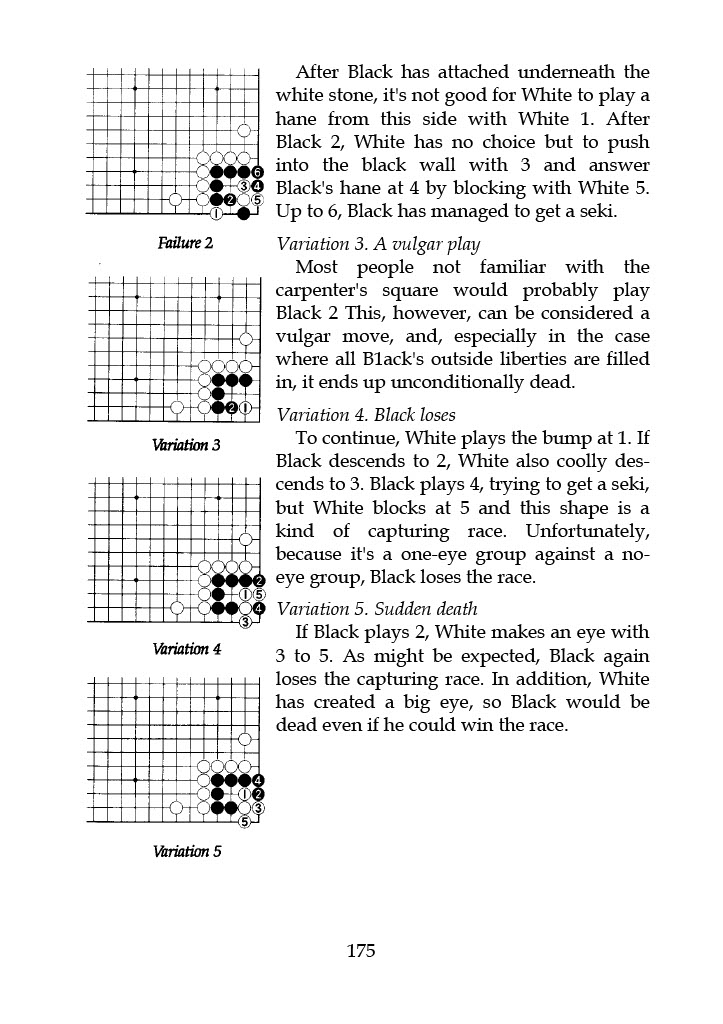 After Black has attached underneath the
white stone, it's not good for White to play a
hane from this side with White 1. After
Black 2, White has no choice but to push
into the black wall with 3 and answer
Black's hane at 4 by blocking with White 5.
Up to 6, Black has managed to get a seki.
6
3 4
2 5
1
Failure 2
Variation 3. A vulgar play
Most people not familiar with the
carpenter's square would probably play
Black 2 This, however, can be considered a
vulgar move, and, especially in the case
where all B1ack's outside liberties are filled
in, it ends up unconditionally dead.
2 1
Variation 3
Variation 4. Black loses
To continue, White plays the bump at 1. If
Black descends to 2, White also coolly des-
cends to 3. Black plays 4, trying to get a seki,
but White blocks at 5 and this shape is a
kind of capturing race. Unfortunately,
because it's a one-eye group against a no-
eye group, Black loses the race.
2
1 5
4
3
Variation 4
Variation 5. Sudden death
If Black plays 2, White makes an eye with
3 to 5. As might be expected, Black again
loses the capturing race. In addition, White
has created a big eye, so Black would be
dead even if he could win the race.
4
1 2
3
5
Variation 5
175